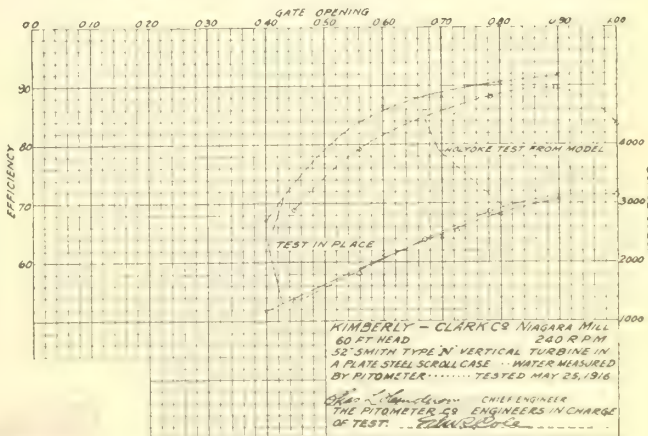 GATE OPENING
0.0 0.10 0.20 0.30 0.40 0.50 0.60 0.70 0.80 0.90 1.00
90
80
70
60
EFFICIENCY
4000
3000
2000
1000
HOLYOKE TEST FROM MODEL
TEST IN PLACE
KIMBERLY - CLARK CO NIAGARA MILL
60 FT HEAD 240 R P M
52" SMITH TYPE 'N' VERTICAL TURBINE IN
A PLATE STEEL SCROLL CASE - WATER MEASURED
BY PITOMETER ........ TESTED MAY 25, 1916
CHIEF ENGINEER
THE PITOMETER CO ENGINEERS IN CHARGE
OF TEST.